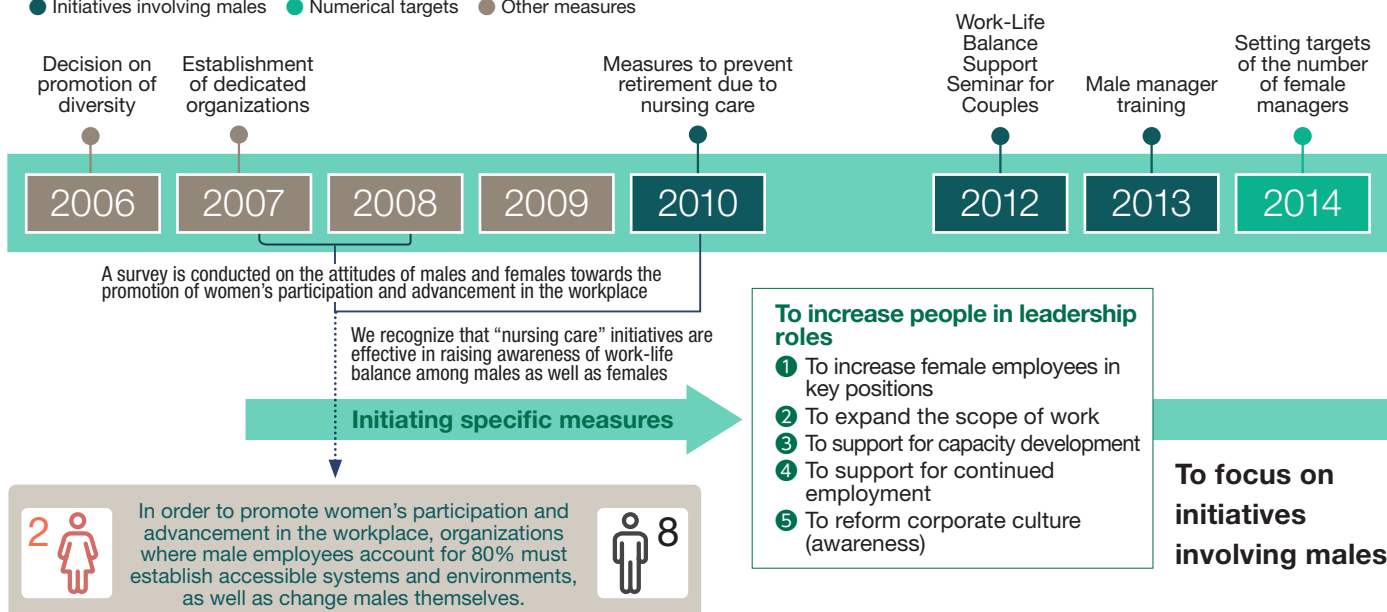 Initiatives involving males Numerical targets Other measures
Decision on
promotion of
diversity
Establishment
of dedicated
organizations
Measures to prevent
retirement due to
nursing care
Work-Life
Balance
Support
Seminar for
Couples
Male manager
training
Setting targets
of the number
of female
managers
2006 2007 2008 2009 2010 2012 2013 2014
A survey is conducted on the attitudes of males and females towards the
promotion of women's participation and advancement in the workplace
We recognize that “nursing care” initiatives are
effective in raising awareness of work-life
balance among males as well as females
Initiating specific measures
To increase people in leadership
roles
1 To increase female employees in
key positions
2 To expand the scope of work
3 To support for capacity development
4 To support for continued
employment
5 To reform corporate culture
(awareness)
To focus on
initiatives
involving males
2
In order to promote women's participation and
advancement in the workplace, organizations
where male employees account for 80% must
establish accessible systems and environments,
as well as change males themselves.
8